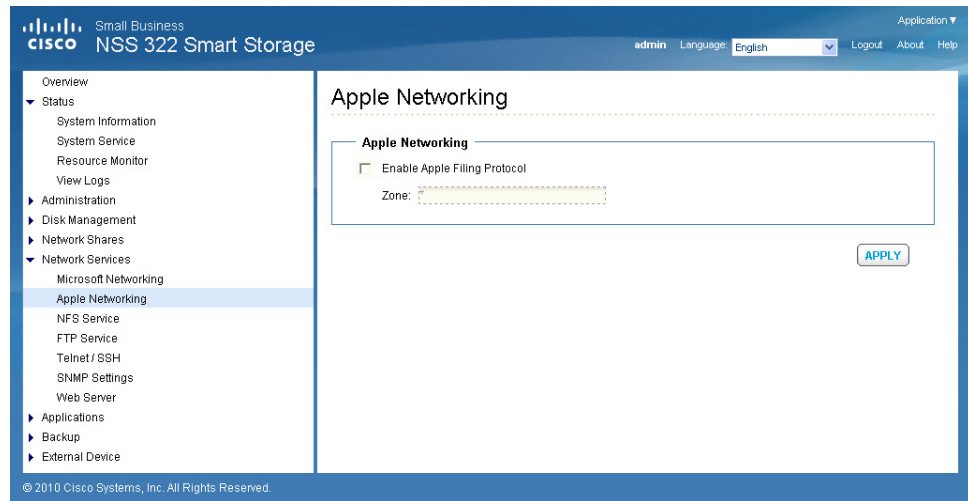 Application ▼
Small Business
CISCO NSS 322 Smart Storage
admin Language: English Logout About Help
Overview
Status
System Information
System Service
Resource Monitor
View Logs
Administration
Disk Management
Network Shares
Network Services
Microsoft Networking
Apple Networking
NFS Service
FTP Service
Telnet / SSH
SNMP Settings
Web Server
Applications
Backup
External Device
Apple Networking
Apple Networking
Enable Apple Filing Protocol
Zone: *
APPLY
© 2010 Cisco Systems, Inc. All Rights Reserved.